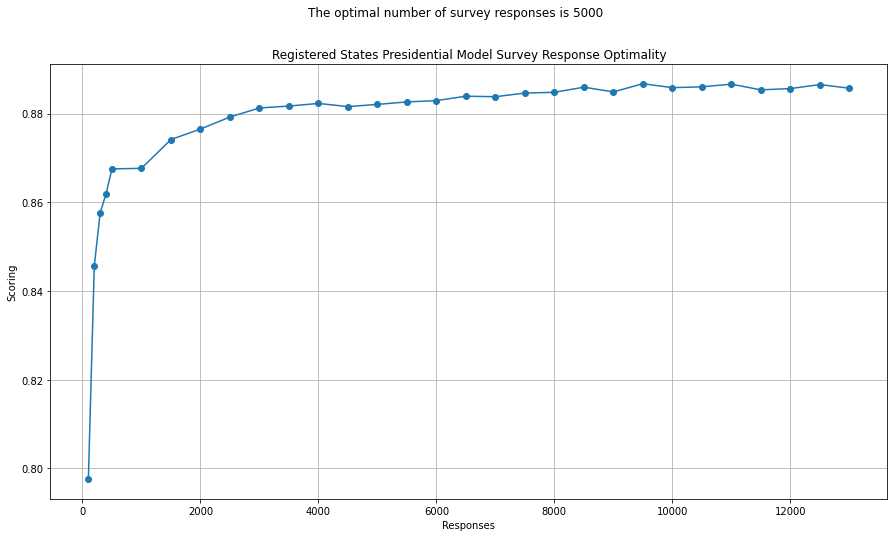 The optimal number of survey responses is 5000
Registered States Presidential Model Survey Response Optimality
0.88
0.86
0.84
0.82
0.80
Scoring
0 2000 4000 6000 8000 10000 12000
Responses